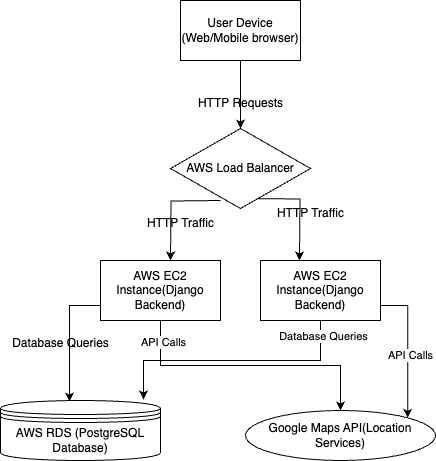 User Device
(Web/Mobile browser)
HTTP Requests
AWS Load Balancer
HTTP Traffic
HTTP Traffic
AWS EC2
Instance(Django
Backend)
AWS EC2
Instance(Django
Backend)
Database Queries
API Calls
Database Queries
API Calls
AWS RDS (PostgreSQL
Database)
Google Maps API(Location
Services)